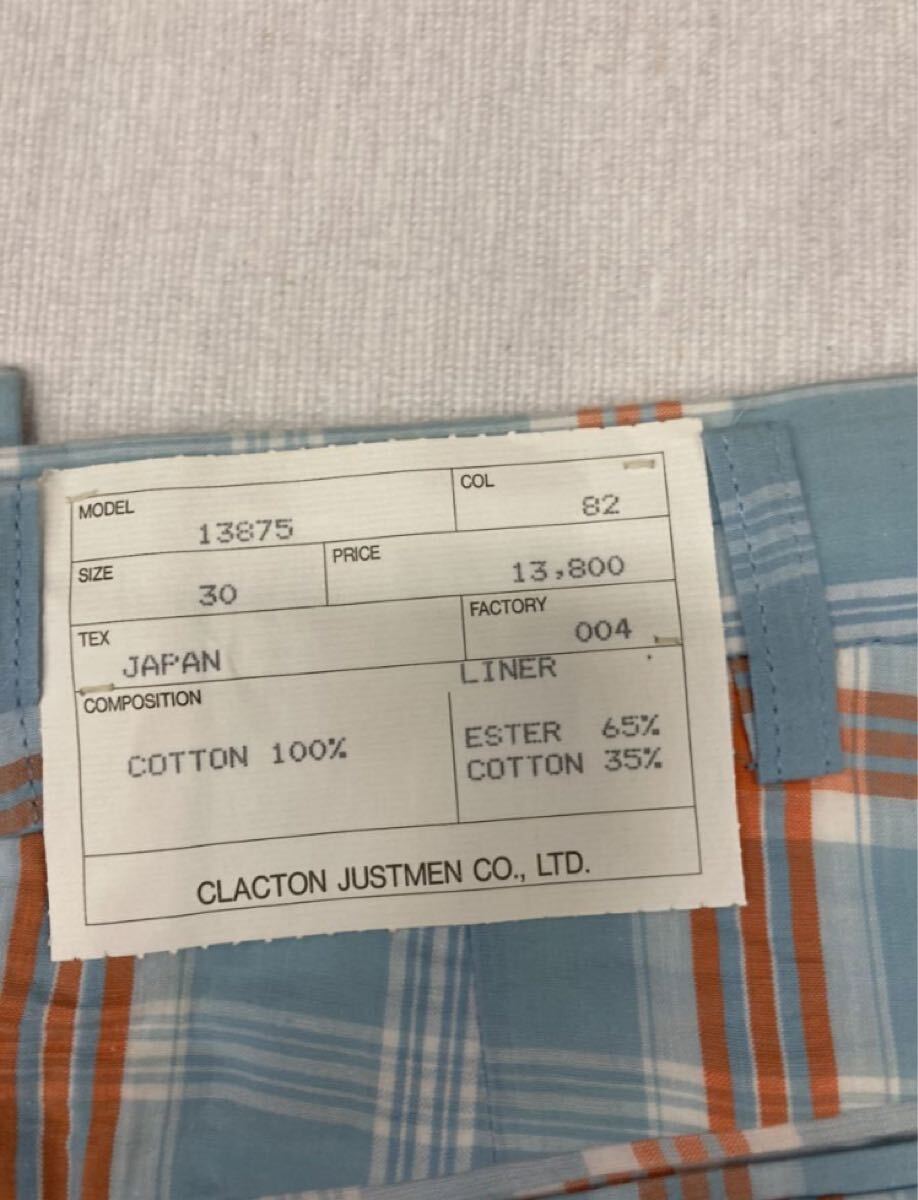 MODEL 13875 COL 82
SIZE 30 PRICE 13,800
TEX JAPAN FACTORY 004
COMPOSITION LINER
COTTON 100% ESTER 65%
COTTON 35%
CLACTON JUSTMEN CO., LTD.